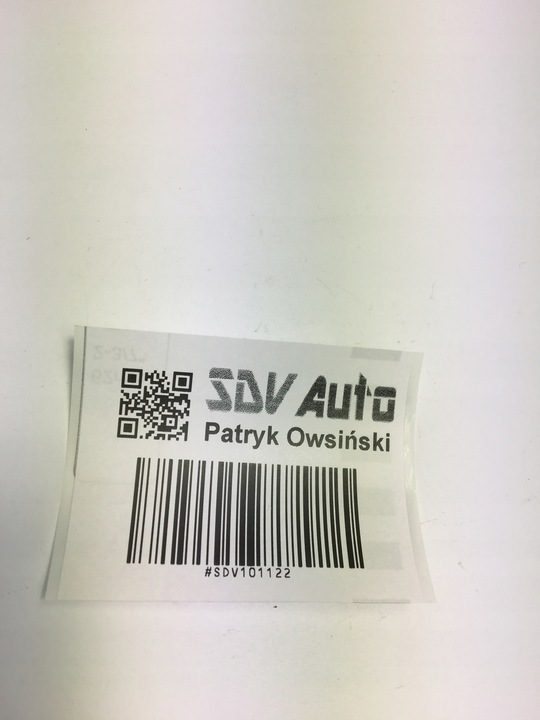 SDV Auto
Patryk Owsiński
#SDV101122